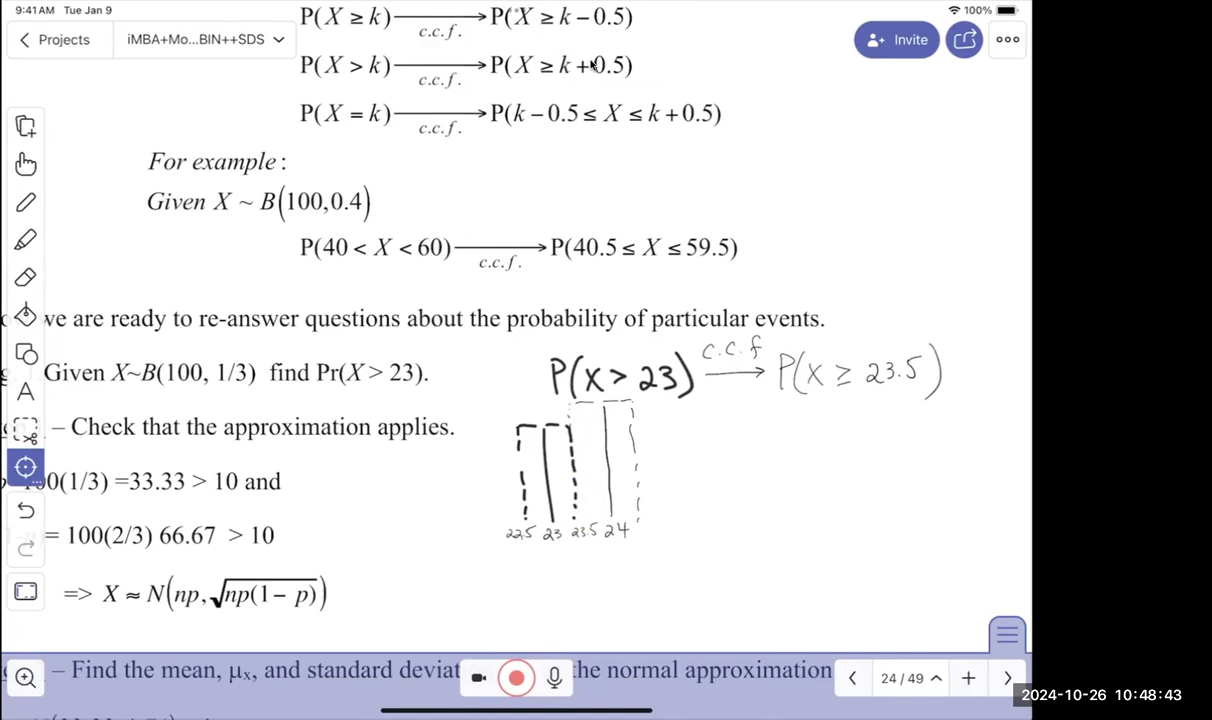 9:41AM Tue Jan 9
100%
Projects
iMBA+Mo...BIN++SDS
Invite
P(X ≥ k) → P(X ≥ k − 0.5)
c.c.f.
P(X > k) → P(X ≥ k + 0.5)
c.c.f.
P(X = k) → P(k − 0.5 ≤ X ≤ k + 0.5)
c.c.f.
For example:
Given X ~ B(100,0.4)
P(40 < X < 60) → P(40.5 ≤ X ≤ 59.5)
c.c.f.
we are ready to re-answer questions about the probability of particular events.
Given X~B(100, 1/3) find Pr(X > 23).
P(X > 23) → P(X ≥ 23.5)
c.c.f
– Check that the approximation applies.
00(1/3) =33.33 > 10 and
22.5 23 23.5 24
= 100(2/3) 66.67 > 10
=> X ≈ N(np, √np(1− p))
– Find the mean, μx, and standard deviat the normal approximation
24 / 49
A
2024-10-26 10:48:43